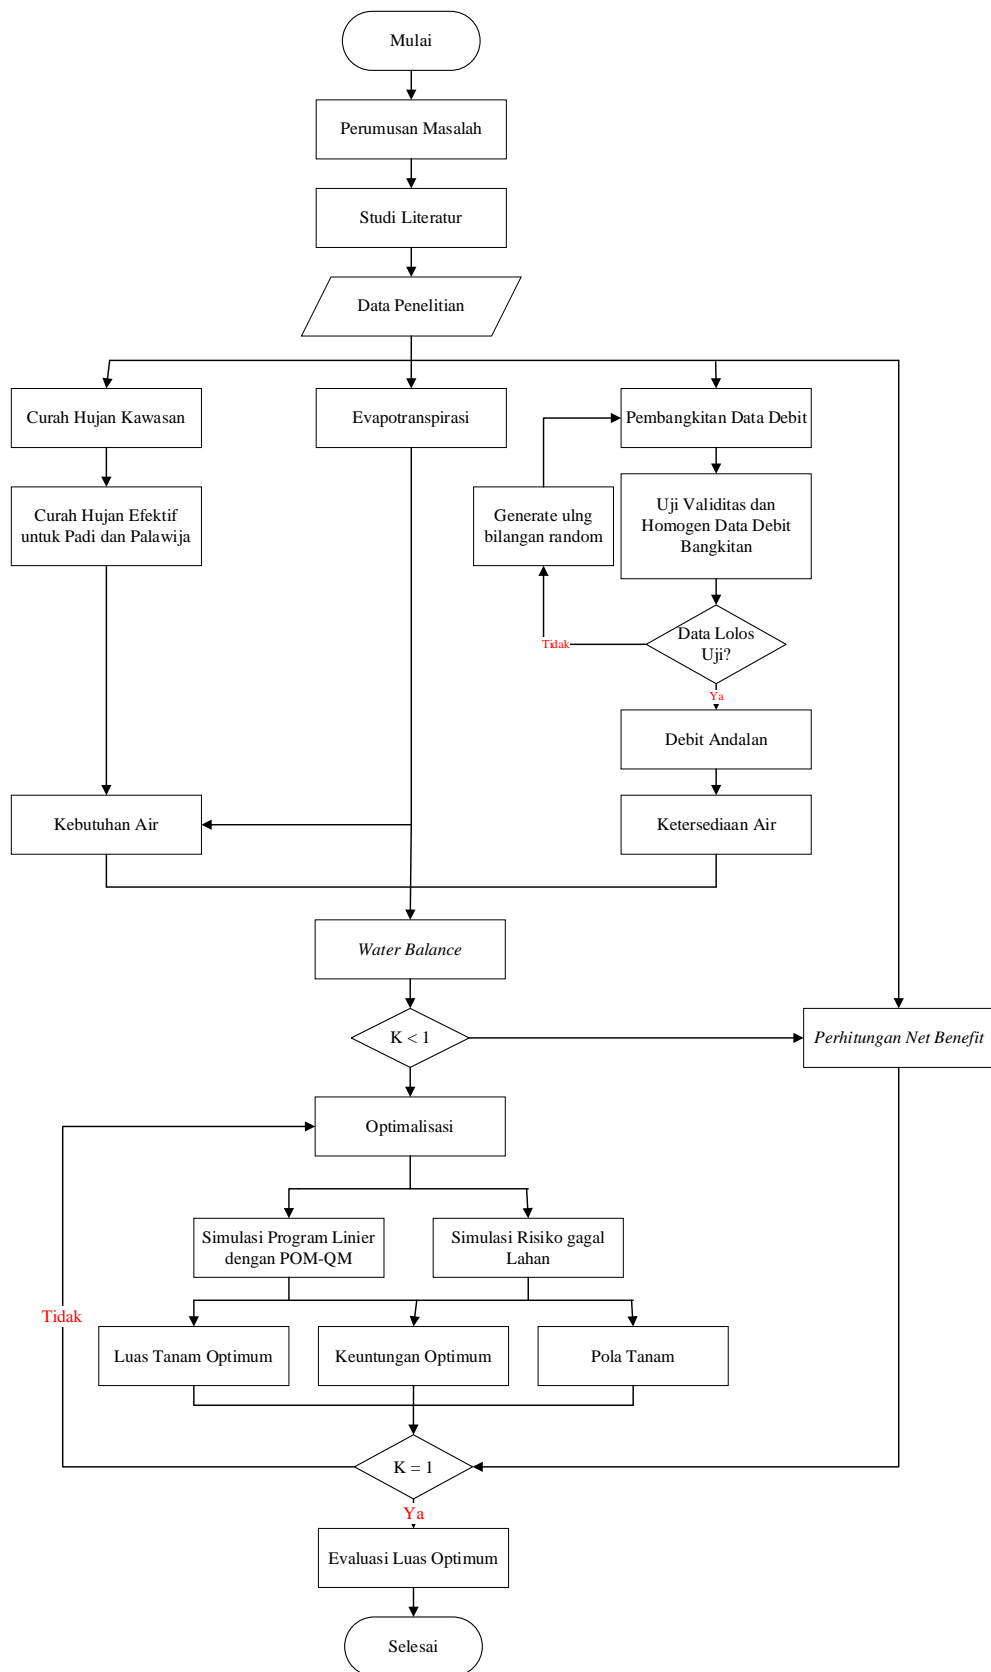 Mulai
Perumusan Masalah
Studi Literatur
Data Penelitian
Curah Hujan Kawasan
Evapotranspirasi
Pembangkitan Data Debit
Curah Hujan Efektif
untuk Padi dan Palawija
Generate ulng
bilangan random
Uji Validitas dan
Homogen Data Debit
Bangkitan
Data Lolos
Uji?
Tidak
Ya
Debit Andalan
Kebutuhan Air
Ketersediaan Air
Water Balance
K < 1
Perhitungan Net Benefit
Optimalisasi
Simulasi Program Linier
dengan POM-QM
Simulasi Risiko gagal
Lahan
Tidak
Luas Tanam Optimum
Keuntungan Optimum
Pola Tanam
K = 1
Ya
Evaluasi Luas Optimum
Selesai